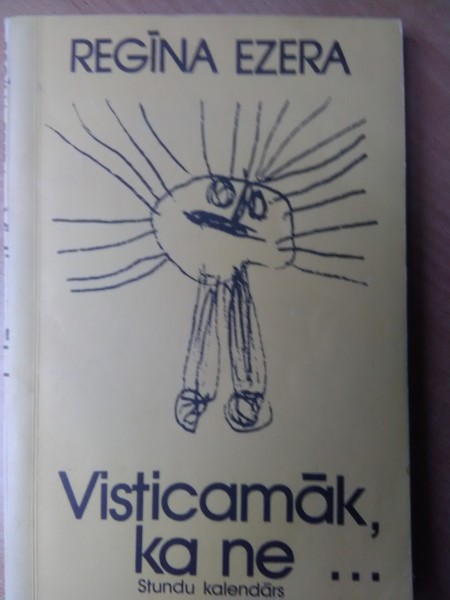 REGĪNA EZERA
Visticamāk,
ka ne ...
Stundu kalendārs